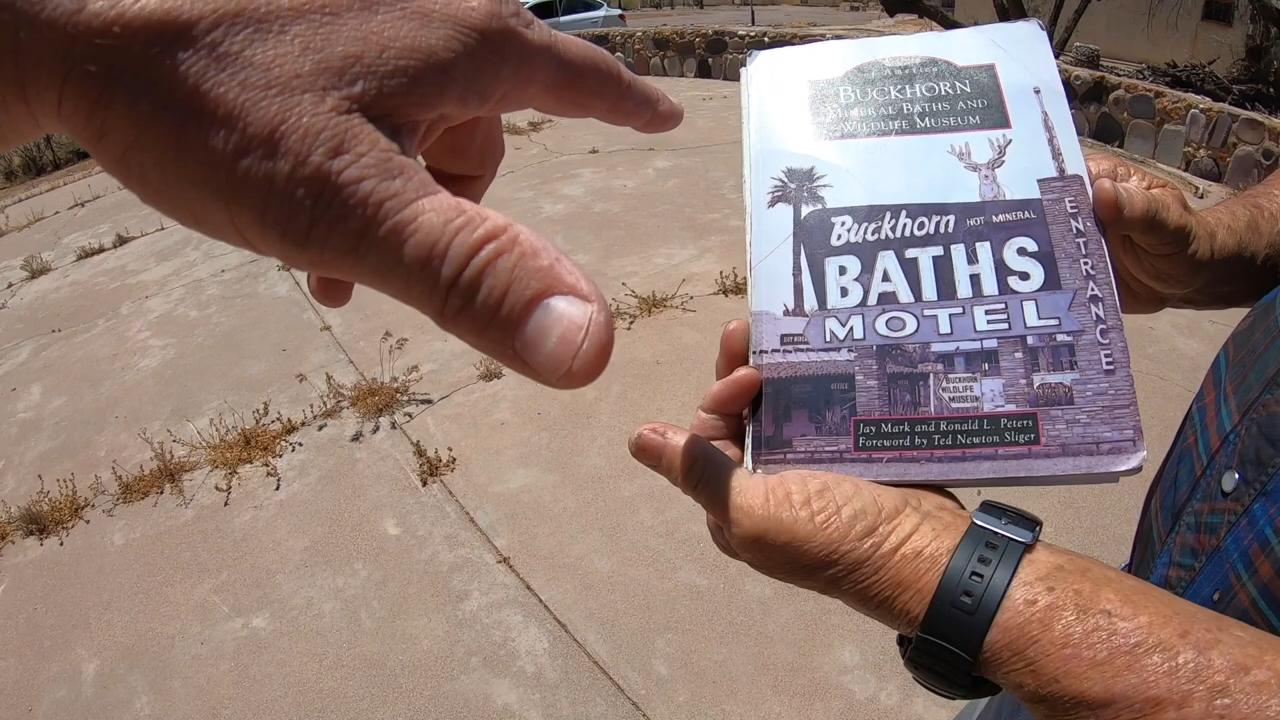 BUCKHORN
MINERAL BATHS AND
WILDLIFE MUSEUM
Buckhorn HOT MINERAL
BATHS
MOTEL
ENTRANCE
OFFICE
BUCKHORN
WILDLIFE
MUSEUM
Jay Mark and Ronald L. Peters
Foreword by Ted Newton Sliger